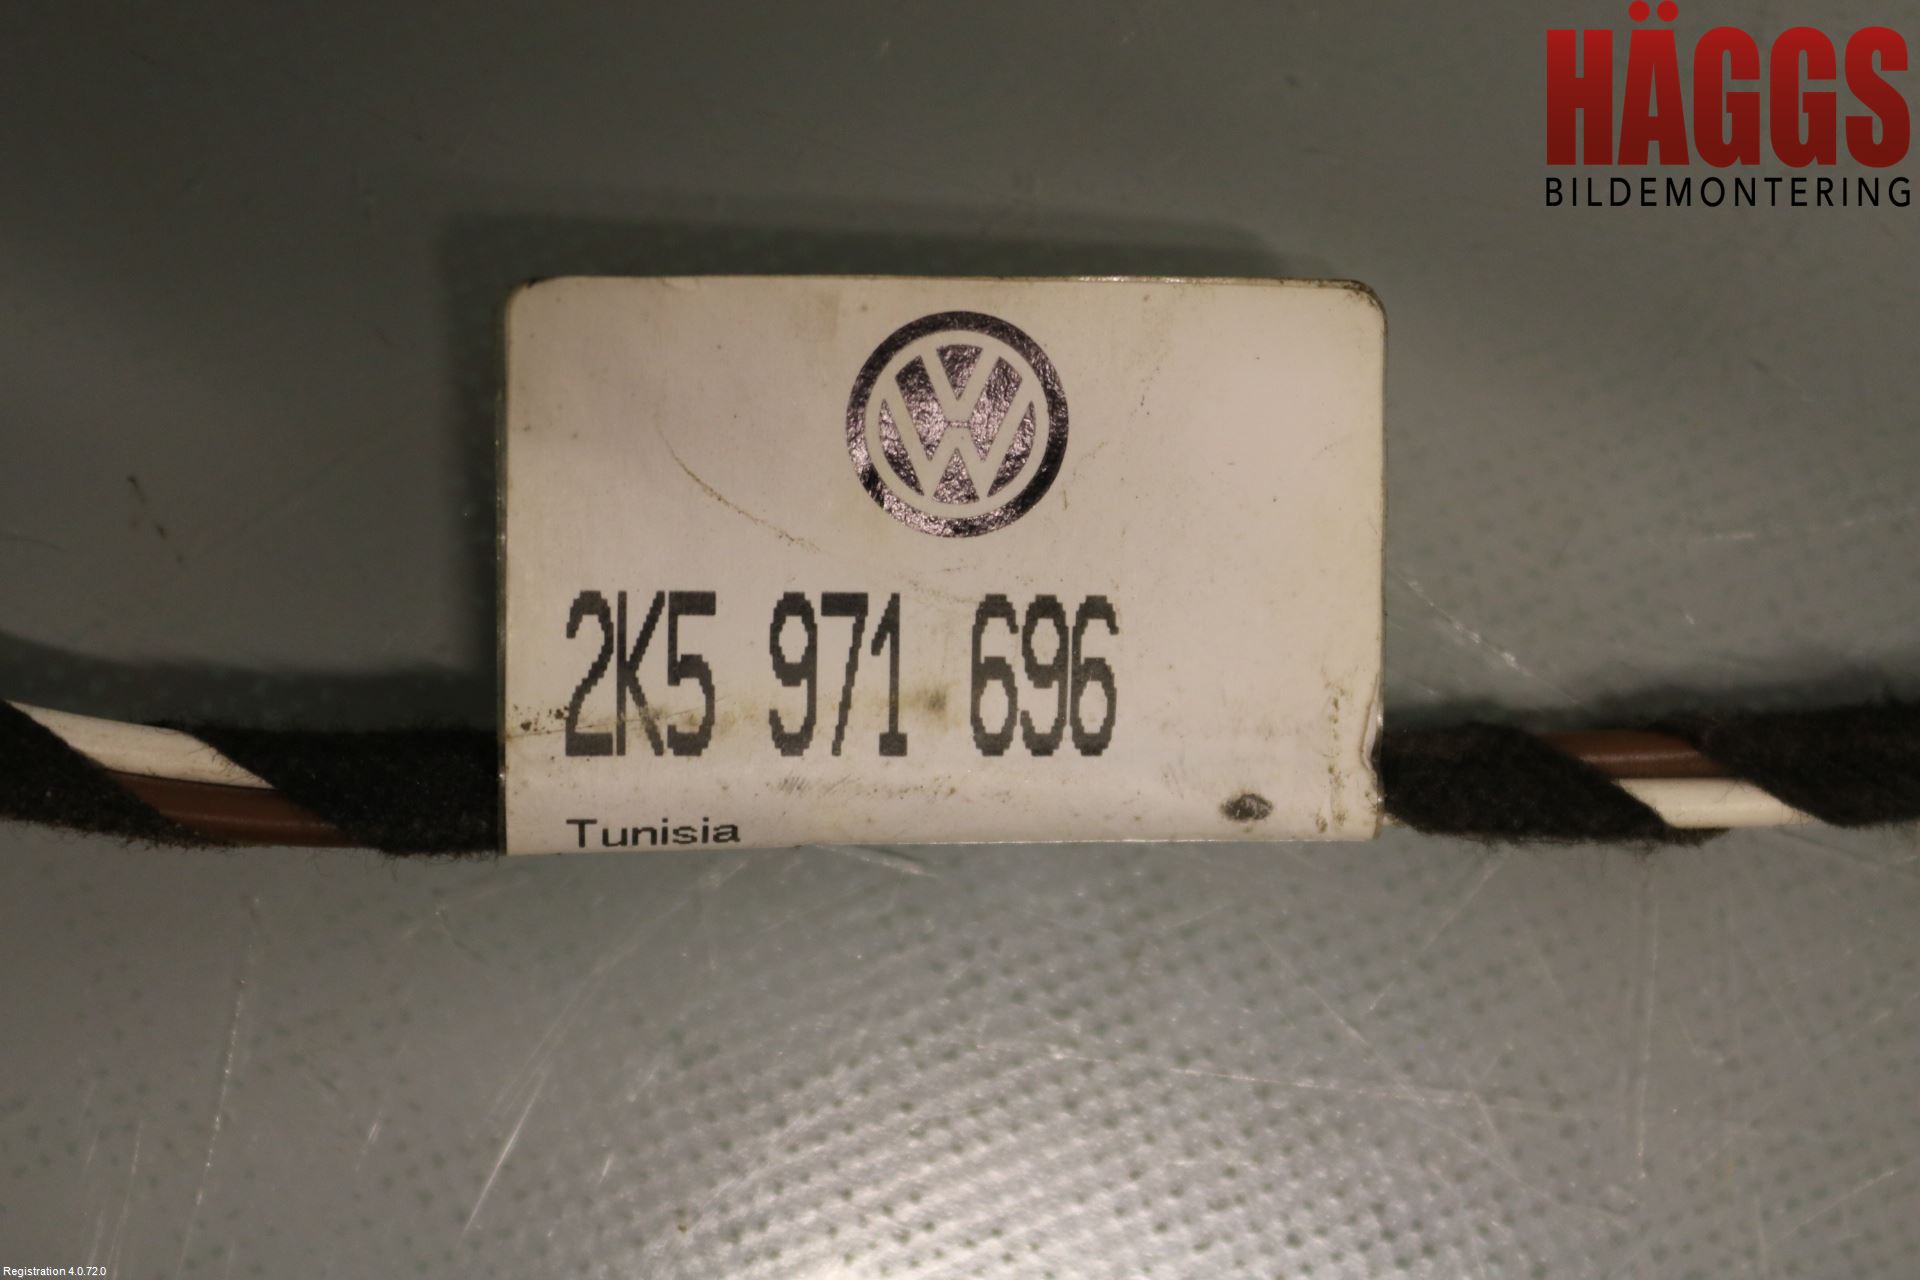 HÄGGS
BILDEMONTERING
2K5 971 696
Tunisia
Registration 4.0.72.0